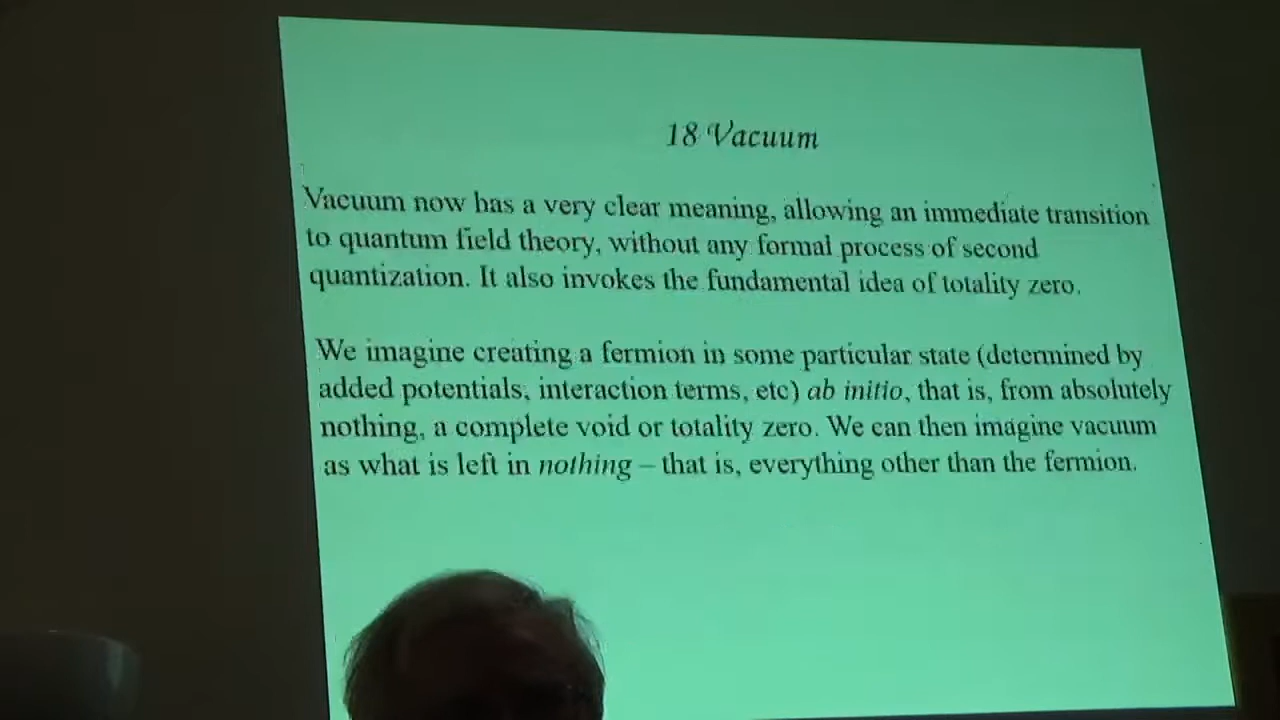 18 Vacuum
Vacuum now has a very clear meaning, allowing an immediate transition
to quantum field theory, without any formal process of second
quantization. It also invokes the fundamental idea of totality zero.
We imagine creating a fermion in some particular state (determined by
added potentials, interaction terms, etc) ab initio, that is, from absolutely
nothing, a complete void or totality zero. We can then imagine vacuum
as what is left in nothing – that is, everything other than the fermion.